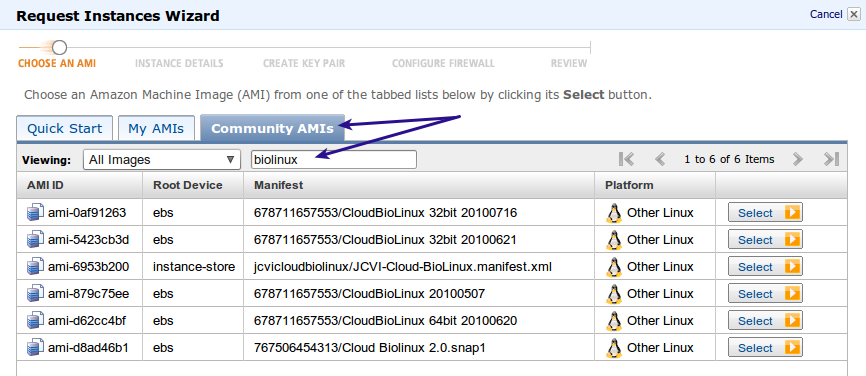 Request Instances Wizard Cancel
CHOOSE AN AMI INSTANCE DETAILS CREATE KEY PAIR CONFIGURE FIREWALL REVIEW
Choose an Amazon Machine Image (AMI) from one of the tabbed lists below by clicking its Select button.
Quick Start My AMIs Community AMIs
Viewing: All Images biolinux 1 to 6 of 6 Items
AMI ID Root Device Manifest Platform
ami-0af91263 ebs 678711657553/CloudBioLinux 32bit 20100716 Other Linux Select
ami-5423cb3d ebs 678711657553/CloudBioLinux 32bit 20100621 Other Linux Select
ami-6953b200 instance-store jcvicloudbiolinux/JCVI-Cloud-BioLinux.manifest.xml Other Linux Select
ami-879c75ee ebs 678711657553/CloudBioLinux 20100507 Other Linux Select
ami-d62cc4bf ebs 678711657553/CloudBioLinux 64bit 20100620 Other Linux Select
ami-d8ad46b1 ebs 767506454313/Cloud Biolinux 2.0.snap1 Other Linux Select